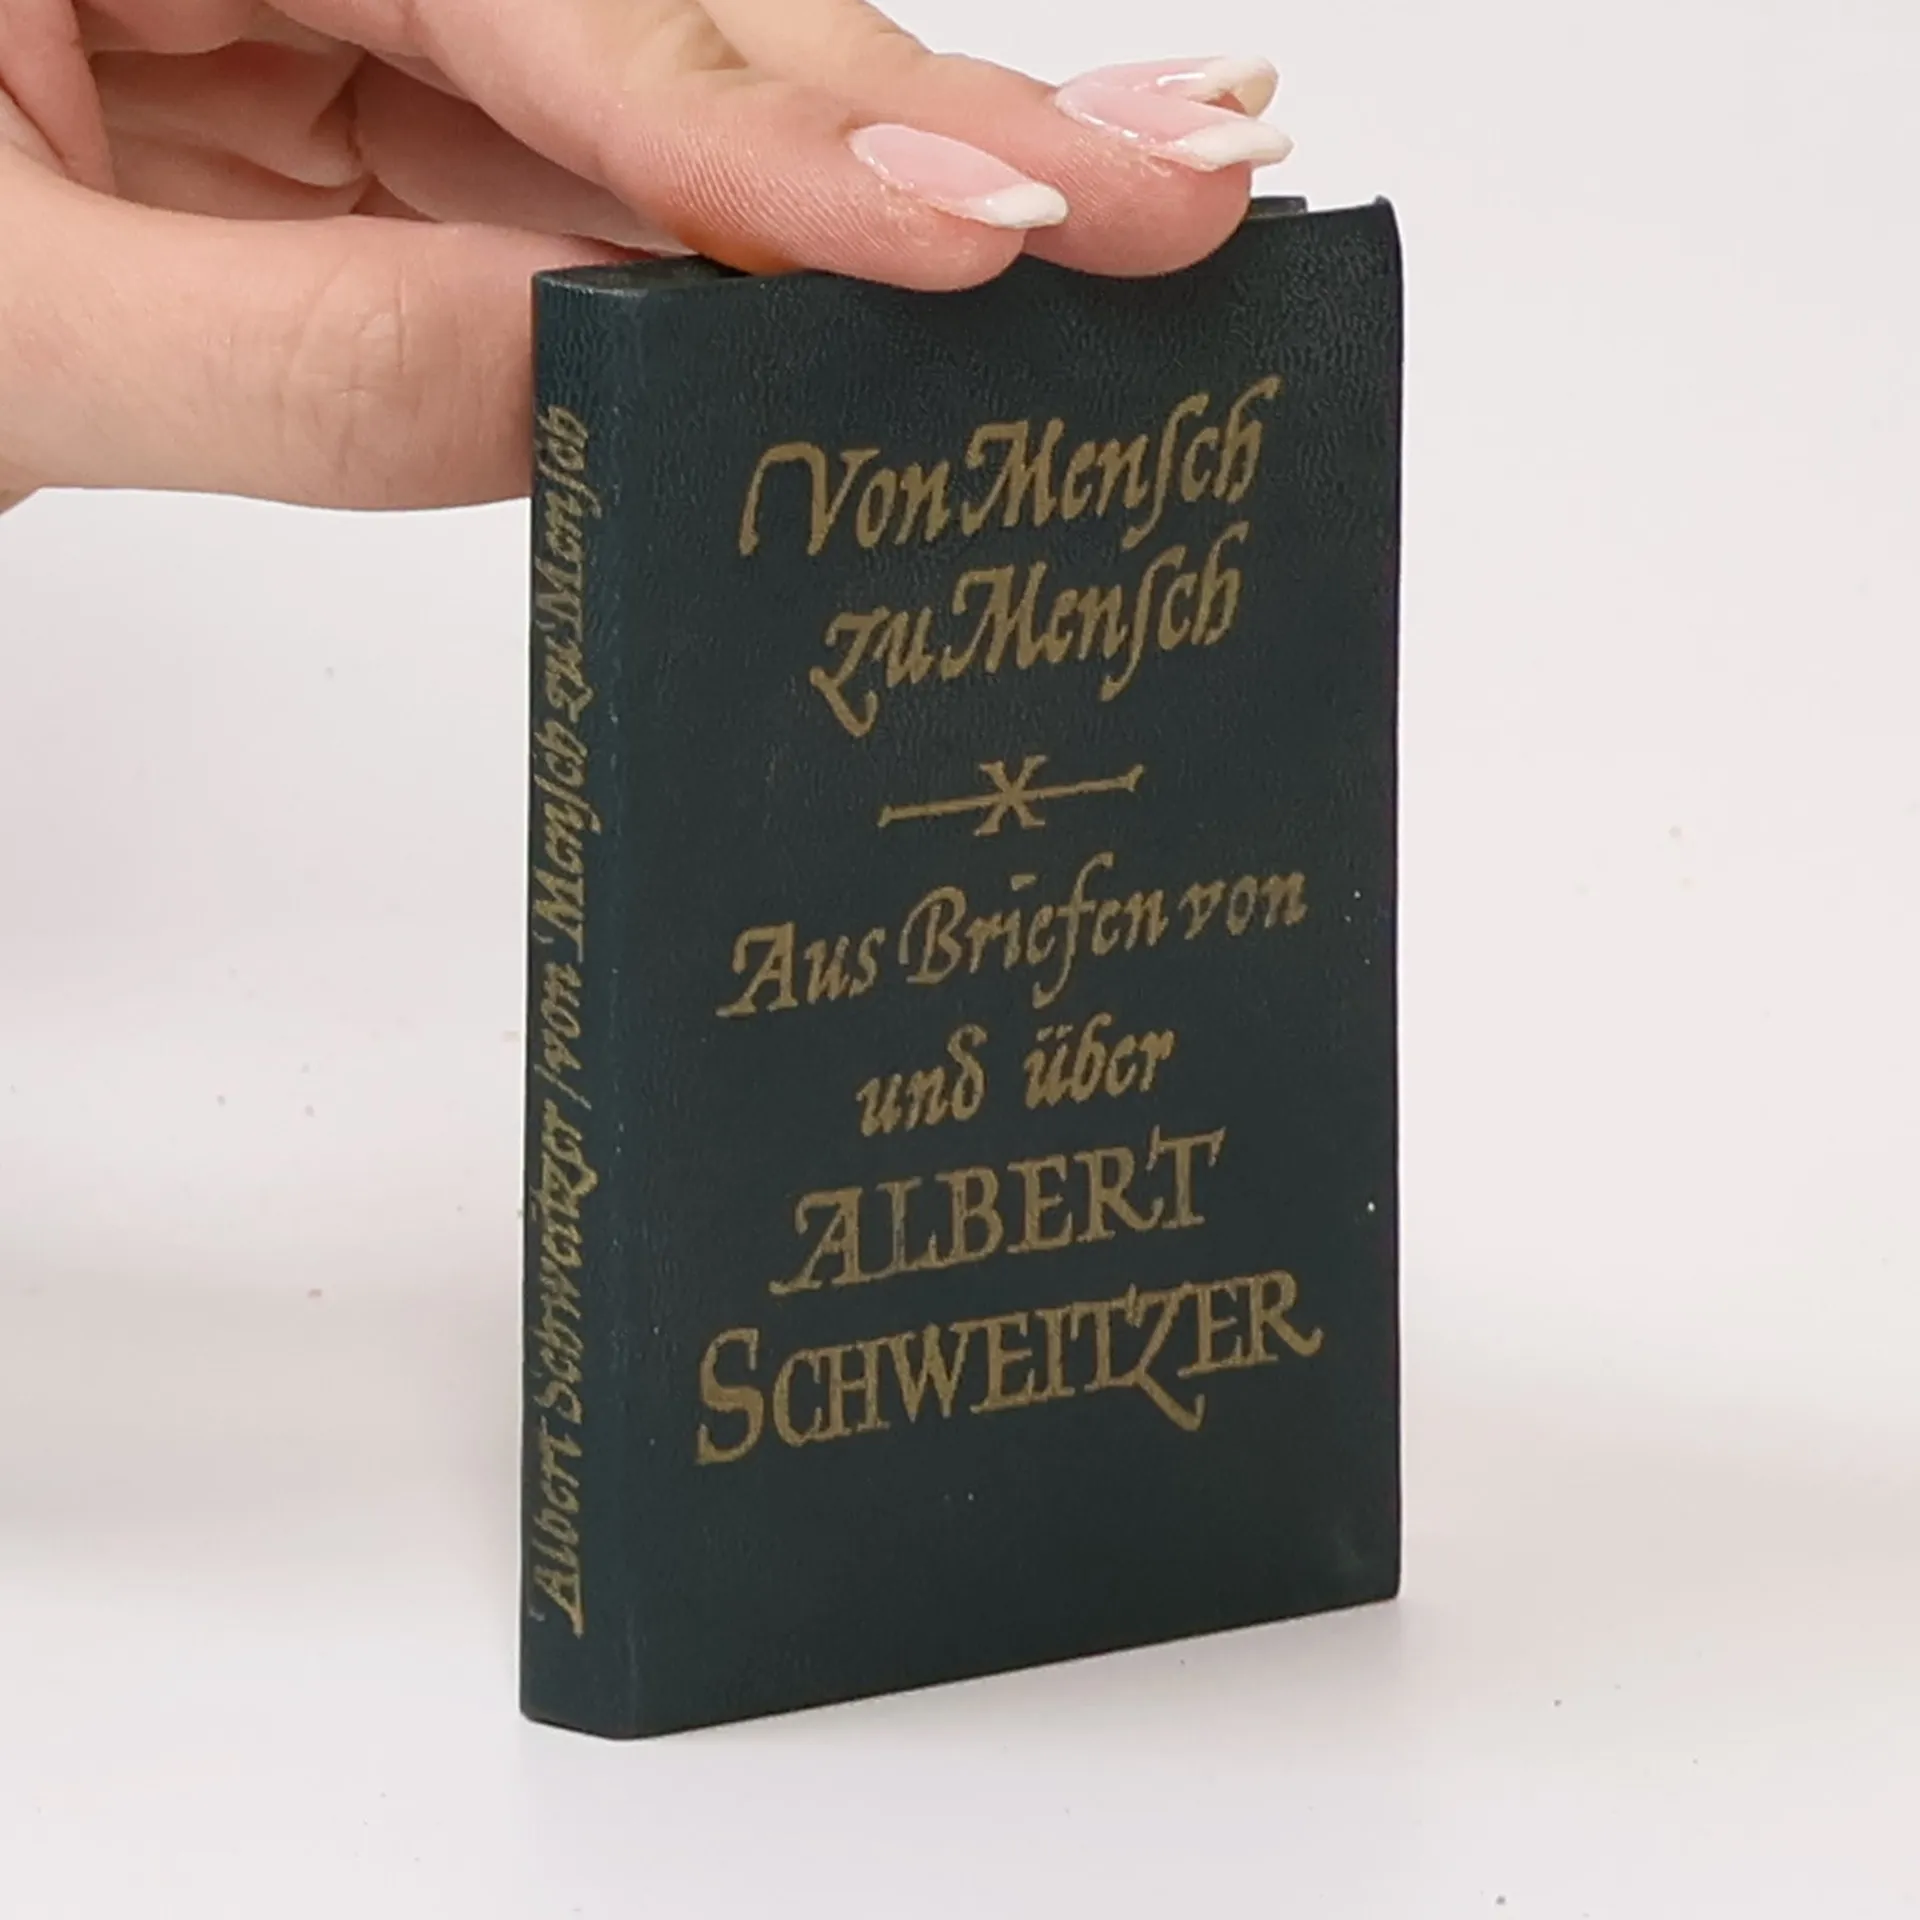 Von Menſch
zu Menſch
Aus Briefen von
und über
ALBERT
SCHWEITZER
Albert Schweitzer / von Menſch zu Menſch